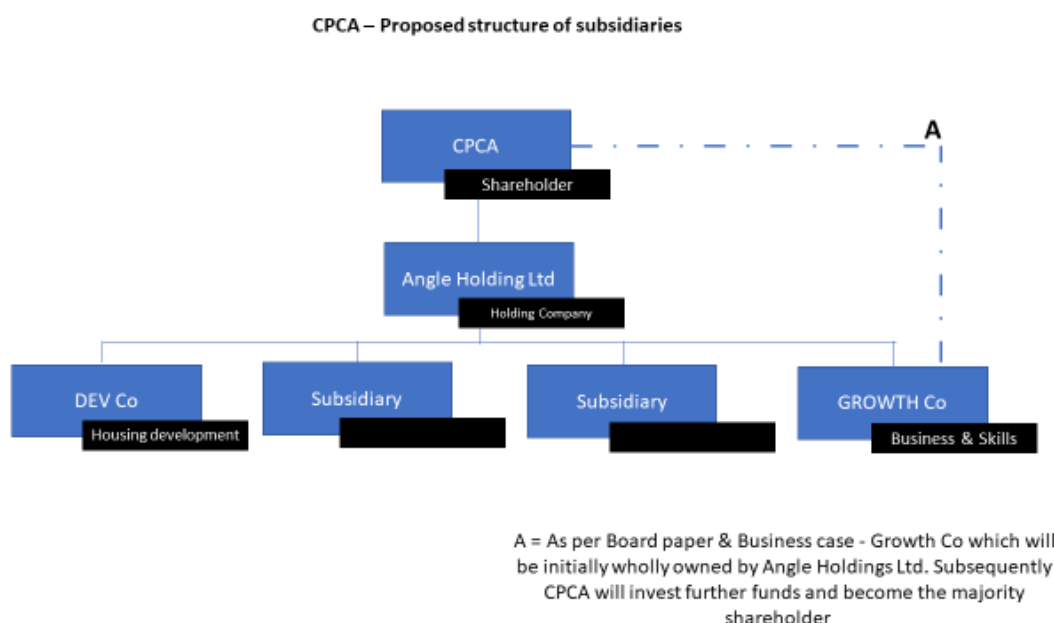 CPCA – Proposed structure of subsidiaries
A
CPCA
Shareholder
Angle Holding Ltd
Holding Company
DEV Co
Housing development
Subsidiary
Subsidiary
GROWTH Co
Business & Skills
A = As per Board paper & Business case - Growth Co which will
be initially wholly owned by Angle Holdings Ltd. Subsequently
CPCA will invest further funds and become the majority
shareholder